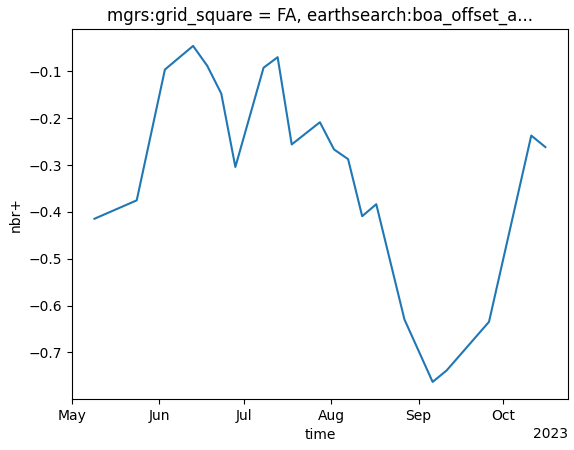 mgrs:grid_square = FA, earthsearch:boa_offset_a...
nbr+
−0.1
−0.2
−0.3
−0.4
−0.5
−0.6
−0.7
May Jun Jul Aug Sep Oct
time
2023